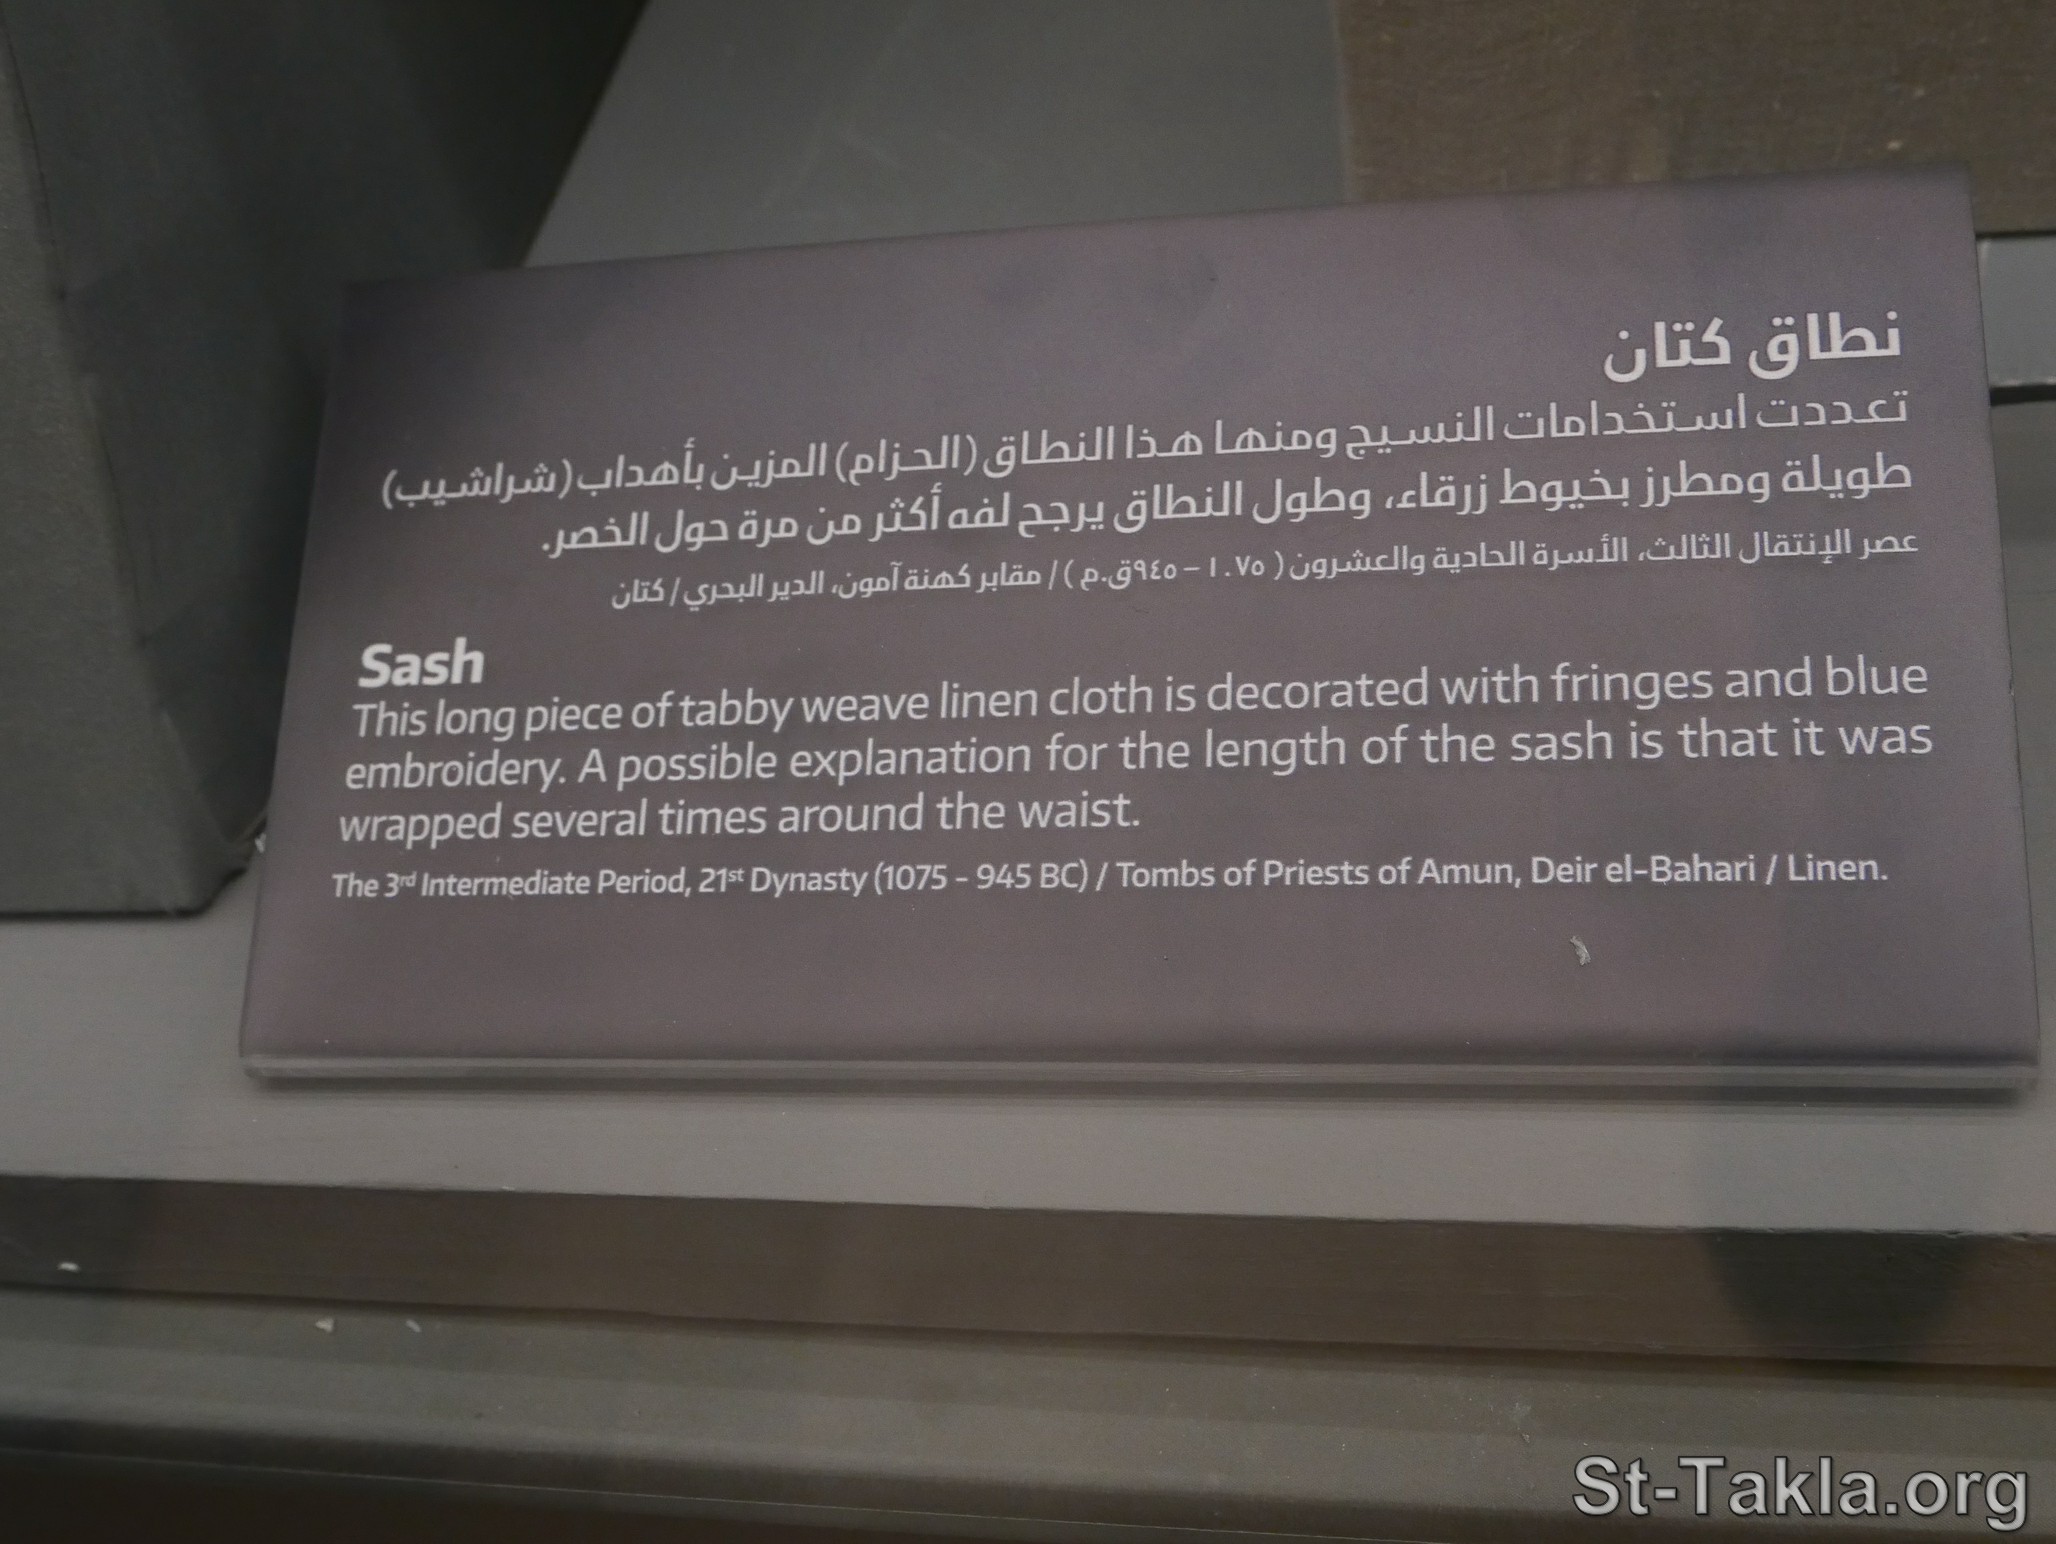 نطاق كتان
تعددت استخدامات النسيج ومنها هذا النطاق (الحزام) المزين بأهداب (شراشيب)
طويلة ومطرز بخيوط زرقاء، وطول النطاق يرجح لفه أكثر من مرة حول الخصر.
عصر الإنتقال الثالث، الأسرة الحادية والعشرون ( ١٠٧٥ – ٩٤٥ق.م ) / مقابر كهنة آمون، الدير البحري / كتان
Sash
This long piece of tabby weave linen cloth is decorated with fringes and blue
embroidery. A possible explanation for the length of the sash is that it was
wrapped several times around the waist.
The 3rd Intermediate Period, 21st Dynasty (1075 - 945 BC) / Tombs of Priests of Amun, Deir el-Bahari / Linen.
St-Takla.org